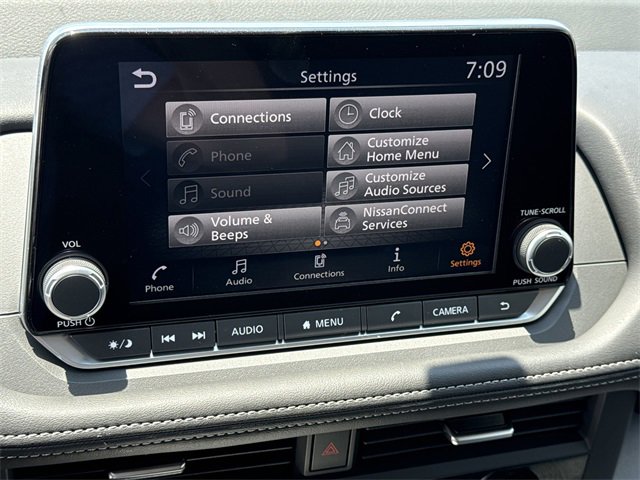 Settings
7:09
Connections
Clock
Phone
Customize
Home Menu
Sound
Customize
Audio Sources
Volume &
Beeps
NissanConnect
Services
Phone
Audio
Connections
Info
Settings
VOL
PUSH
TUNE·SCROLL
PUSH SOUND
AUDIO
MENU
CAMERA